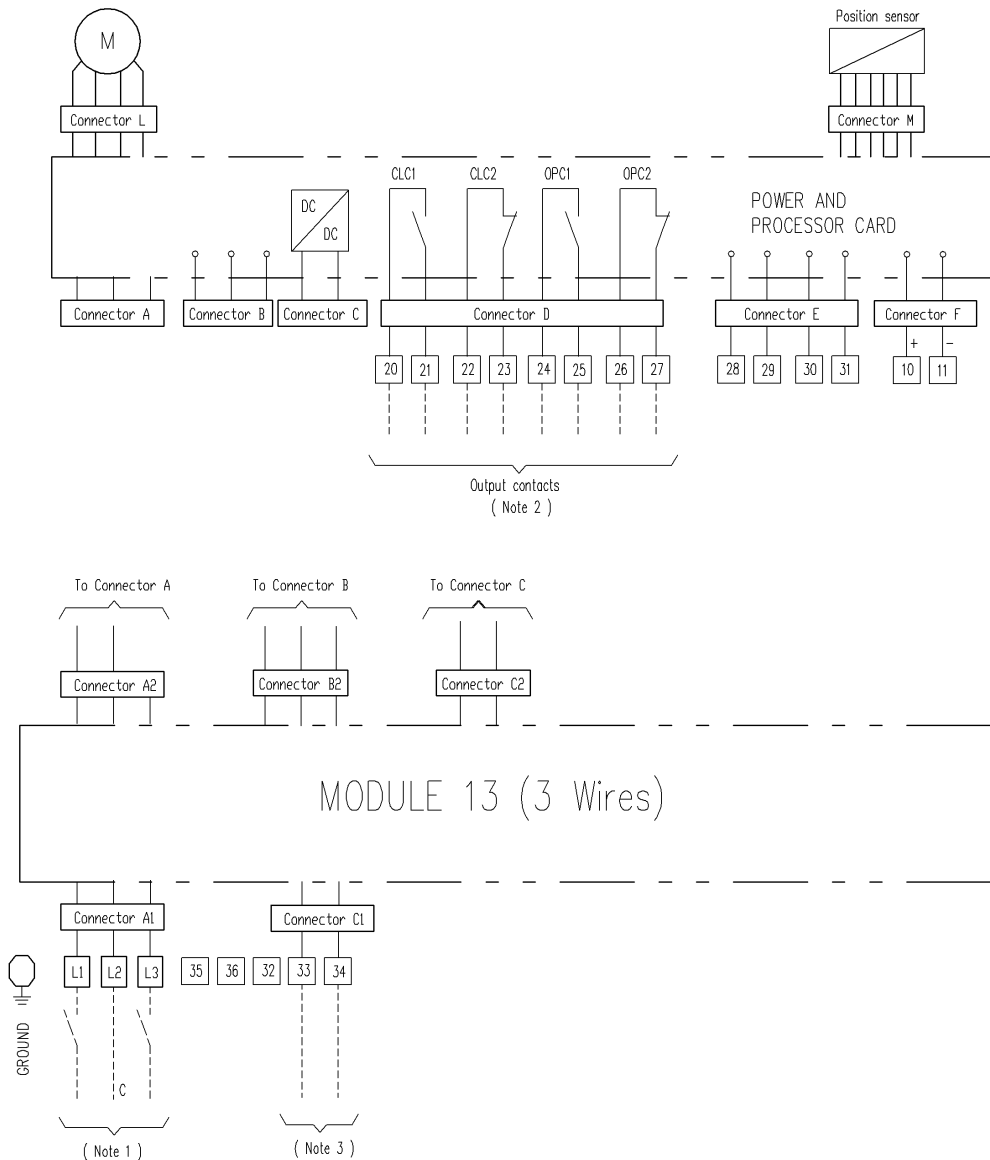 Position sensor
M
Connector L
Connector M
CLC1 CLC2 OPC1 OPC2
POWER AND
PROCESSOR CARD
DC
DC
Connector A Connector B Connector C Connector D Connector E Connector F
+ −
20 21 22 23 24 25 26 27 28 29 30 31 10 11
Output contacts
( Note 2 )
To Connector A To Connector B To Connector C
Connector A2 Connector B2 Connector C2
MODULE 13 (3 Wires)
Connector A1 Connector C1
L1 L2 L3 35 36 32 33 34
GROUND
C
( Note 1 ) ( Note 3 )